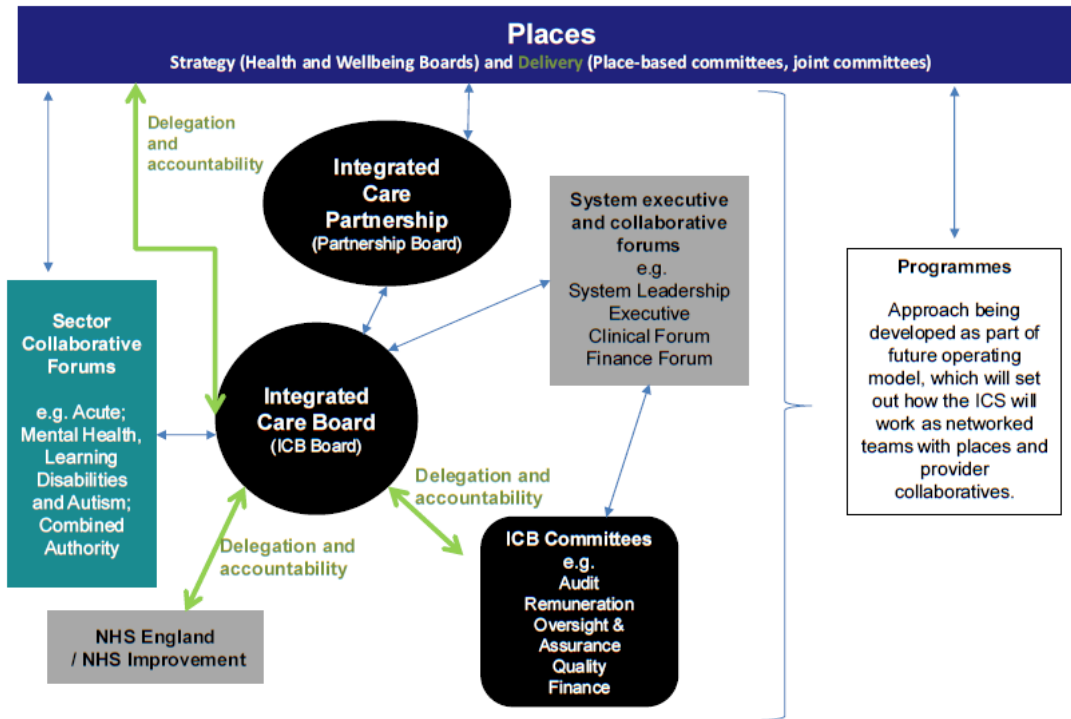 Places
Strategy (Health and Wellbeing Boards) and Delivery (Place-based committees, joint committees)
Delegation
and
accountability
Integrated
Care
Partnership
(Partnership Board)
System executive
and collaborative
forums
e.g.
System Leadership
Executive
Clinical Forum
Finance Forum
Programmes
Approach being
developed as part of
future operating
model, which will set
out how the ICS will
work as networked
teams with places and
provider
collaboratives.
Sector
Collaborative
Forums
e.g. Acute;
Mental Health,
Learning
Disabilities
and Autism;
Combined
Authority
Integrated
Care Board
(ICB Board)
Delegation and
accountability
Delegation and
accountability
ICB Committees
e.g.
Audit
Remuneration
Oversight &
Assurance
Quality
Finance
NHS England
/ NHS Improvement